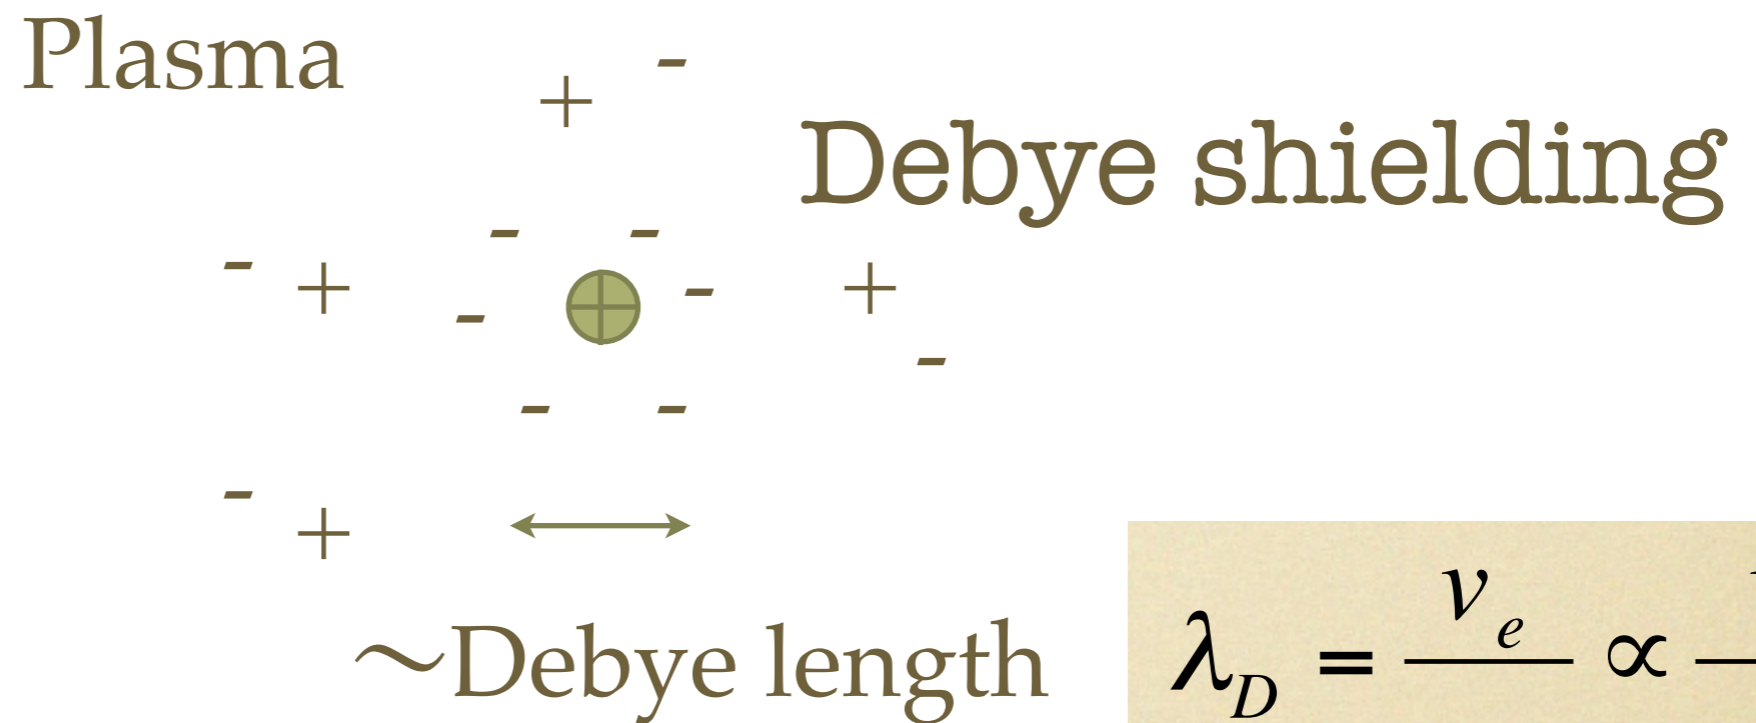 Plasma
+ -
Debye shielding
- -
- + - + - +
-
- -
- +
~Debye length
λ_D = v_e ∝